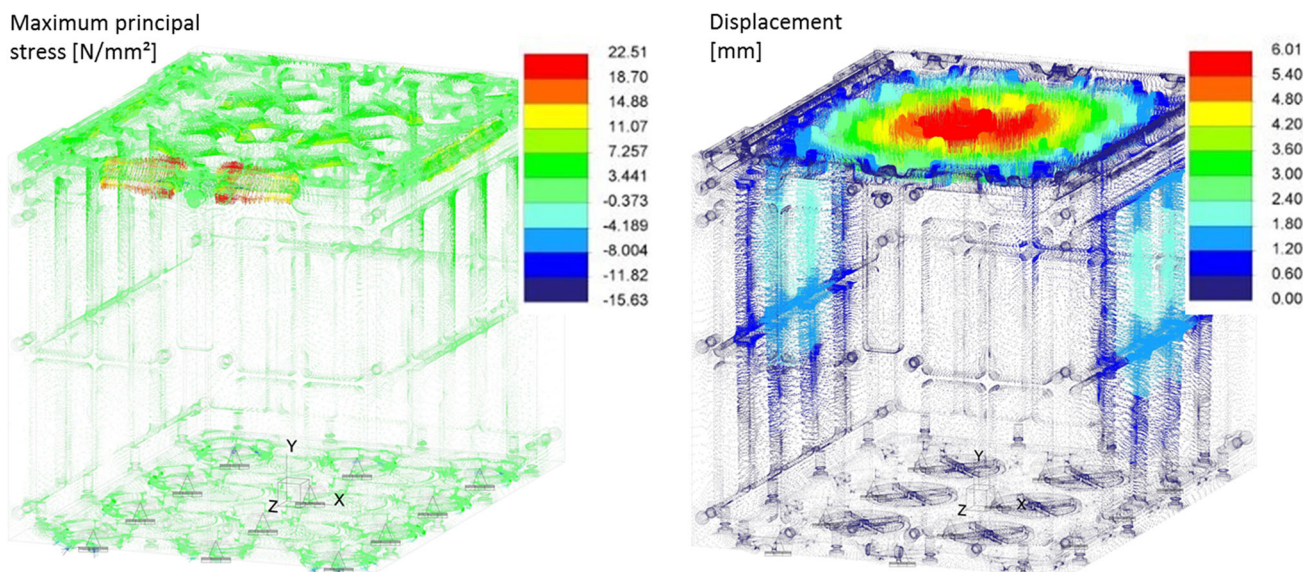 Maximum principal
stress [N/mm²]
22.51
18.70
14.88
11.07
7.257
3.441
-0.373
-4.189
-8.004
-11.82
-15.63
Y
Z
X
Displacement
[mm]
6.01
5.40
4.80
4.20
3.60
3.00
2.40
1.80
1.20
0.60
0.00
Y
Z
X